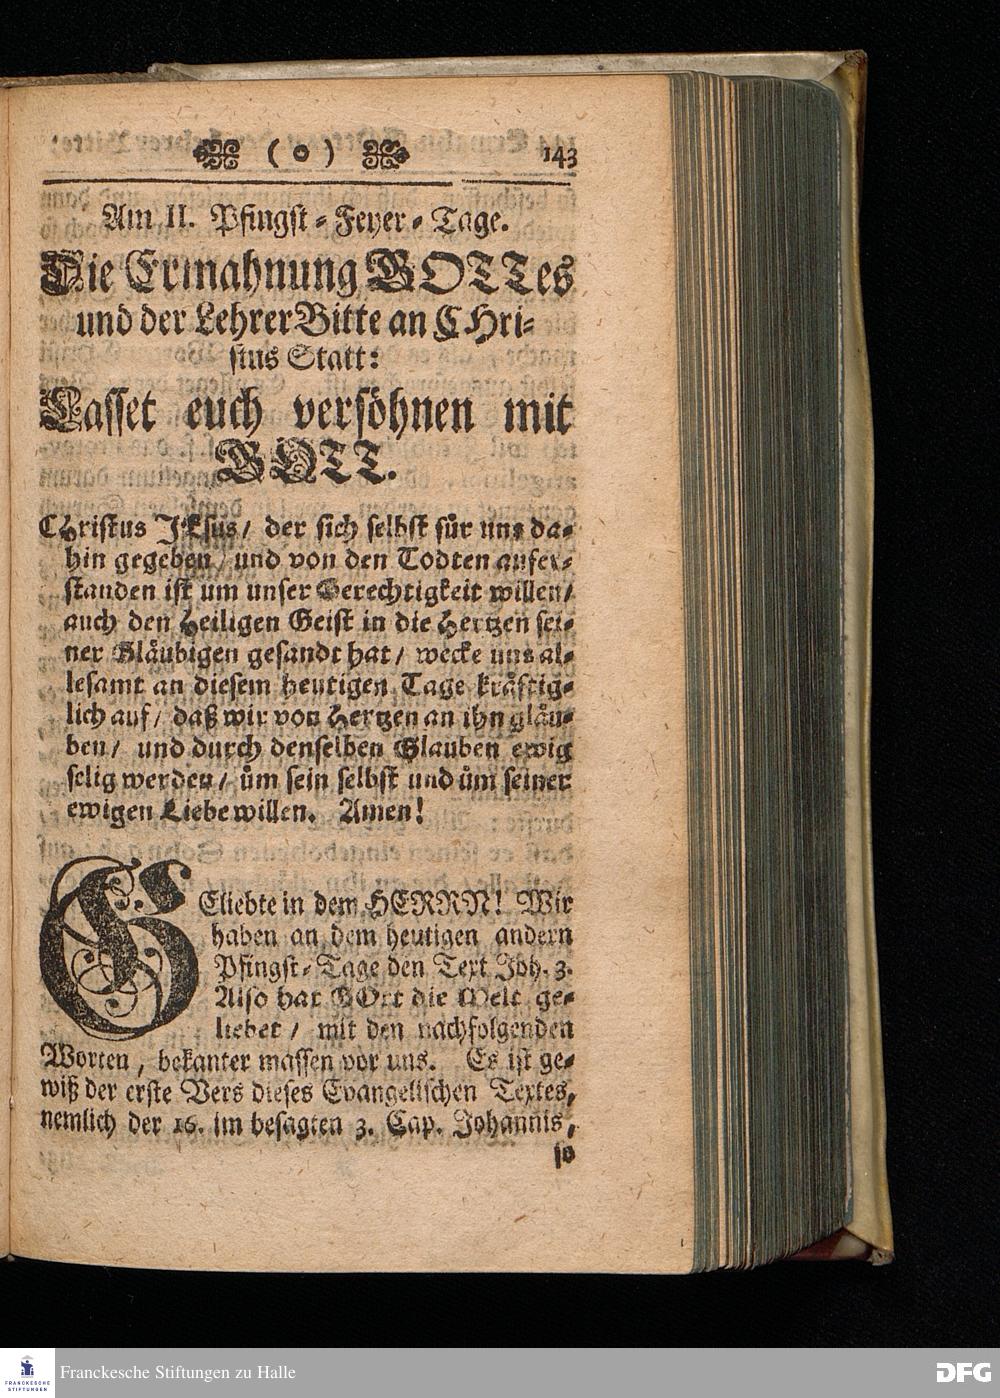 ( o ) 143
Am II. Pfingst-Feyer-Tage.
Die Ermahnung GOTTes
und der Lehrer Bitte an CHri-
stus Statt:
Lasset euch versöhnen mit
GOTT.
CHristus JEsus/ der sich selbst für uns da-
hin gegeben/ und von den Todten aufer-
standen ist um unser Gerechtigkeit willen/
auch den Heiligen Geist in die Hertzen sei-
ner Gläubigen gesandt hat/ wecke uns al-
lesamt an diesem heutigen Tage kräftig-
lich auf/ daß wir von Hertzen an ihn gläu-
ben/ und durch denselben Glauben ewig
selig werden/ üm sein selbst und üm seiner
ewigen Liebe willen. Amen!
GEliebte in dem HERRN! Wir
haben an dem heutigen andern
Pfingst-Tage den Text Joh. 3.
Also hat GOtt die Welt ge-
liebet / mit den nachfolgenden
Worten, bekanter massen vor uns. Es ist ge-
wiß der erste Vers dieses Evangelischen Textes,
nemlich der 16. im besagten 3. Cap. Johannis,
so
FRANCKESCHE
STIFTUNGEN
Franckesche Stiftungen zu Halle
DFG